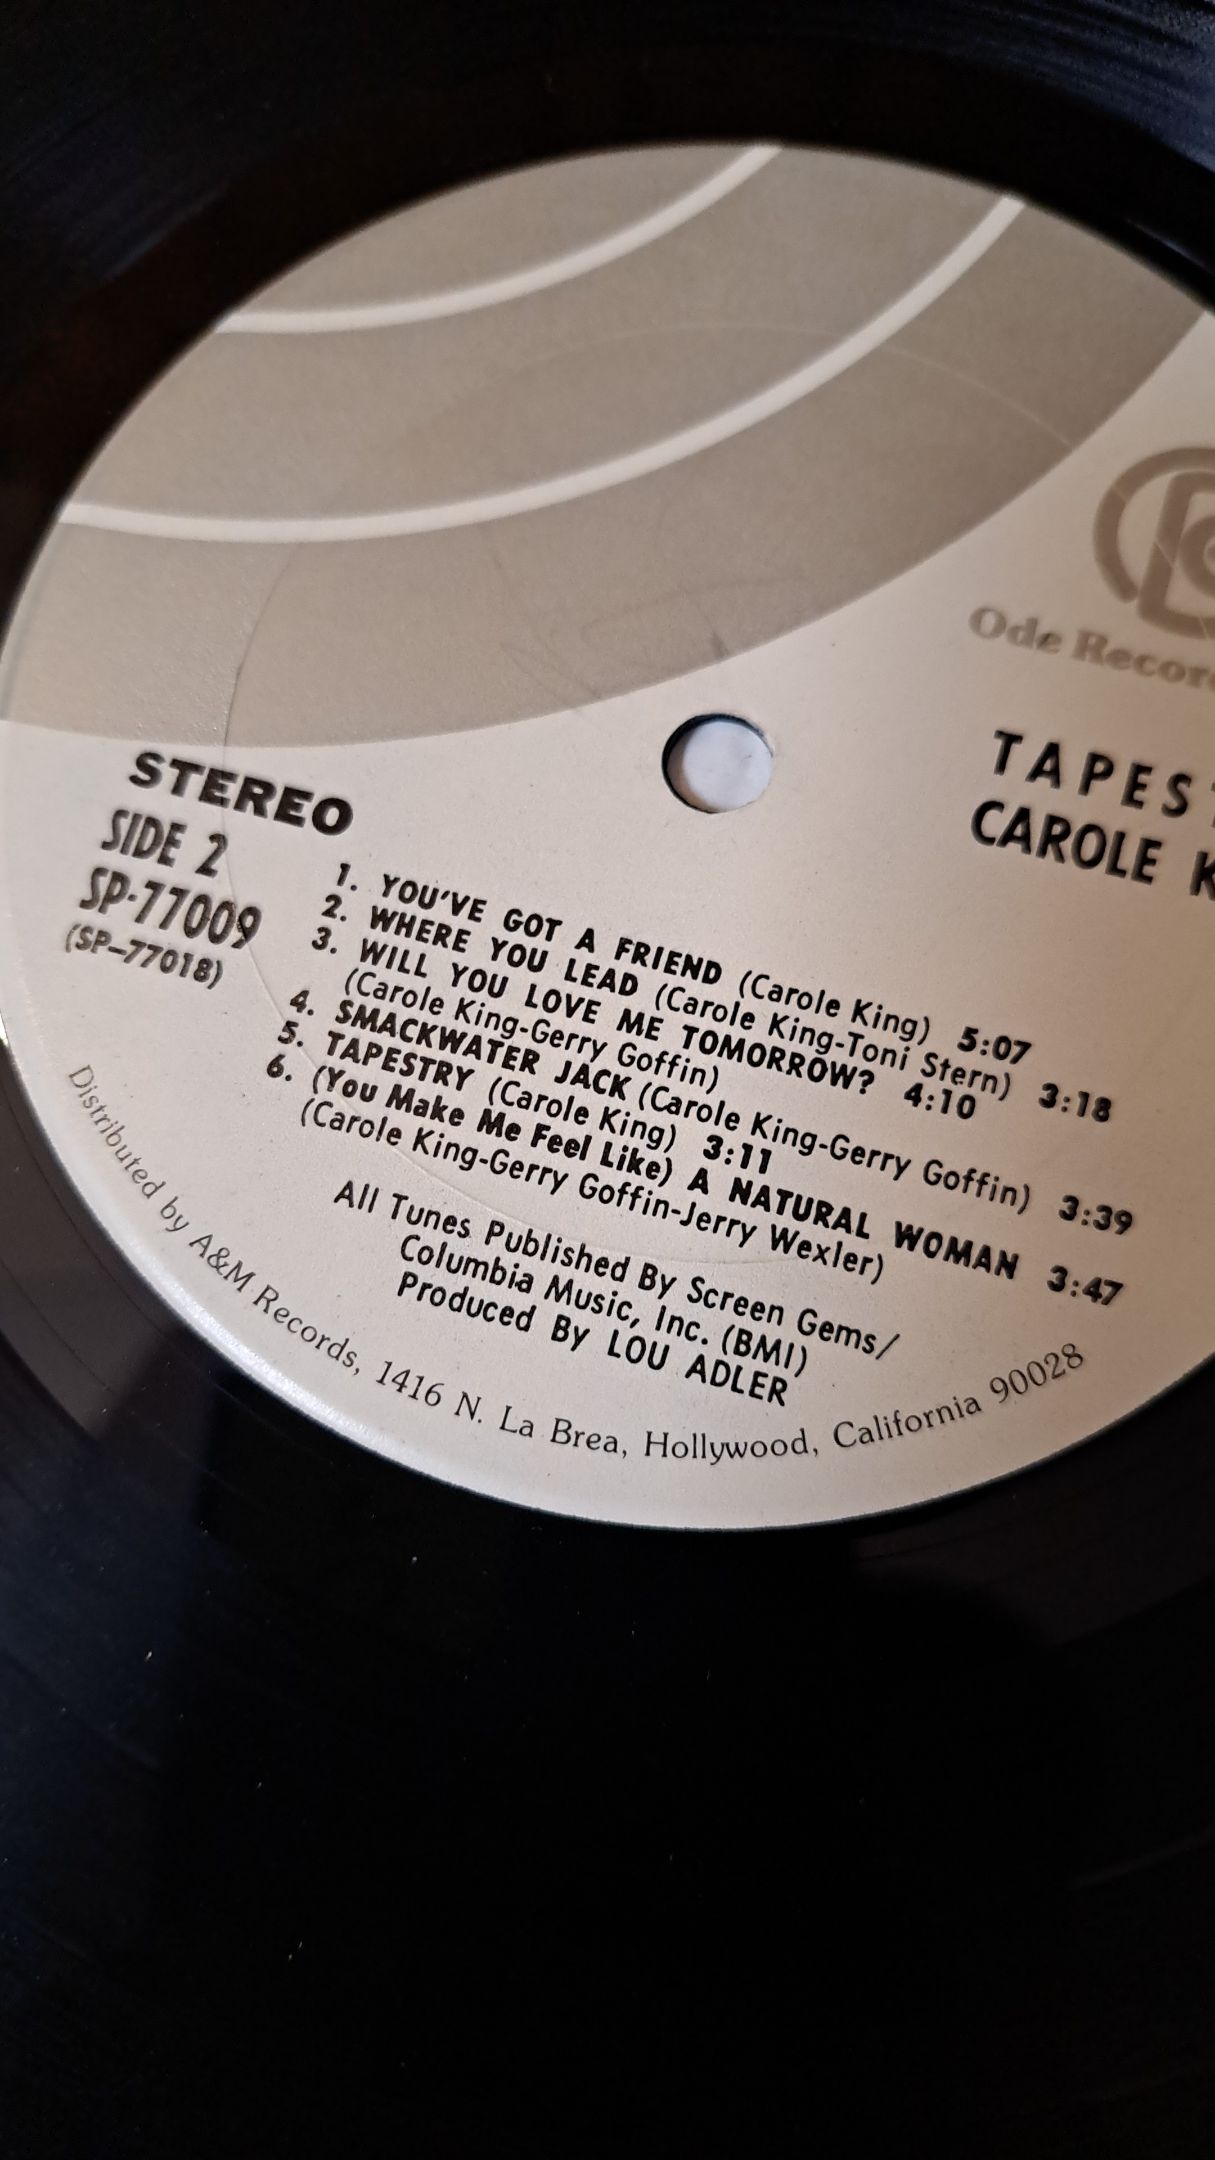 Ode Recor
TAPES
CAROLE K
STEREO
SIDE 2
SP-77009
(SP-77018)
1. YOU'VE GOT A FRIEND (Carole King) 5:07
2. WHERE YOU LEAD (Carole King-Toni Stern) 3:18
3. WILL YOU LOVE ME TOMORROW? 4:10
(Carole King-Gerry Goffin)
4. SMACKWATER JACK (Carole King-Gerry Goffin) 3:39
5. TAPESTRY (Carole King) 3:11
6. (You Make Me Feel Like) A NATURAL WOMAN 3:47
(Carole King-Gerry Goffin-Jerry Wexler)
All Tunes Published By Screen Gems/
Columbia Music, Inc. (BMI)
Produced By LOU ADLER
Distributed by A&M Records, 1416 N. La Brea, Hollywood, California 90028